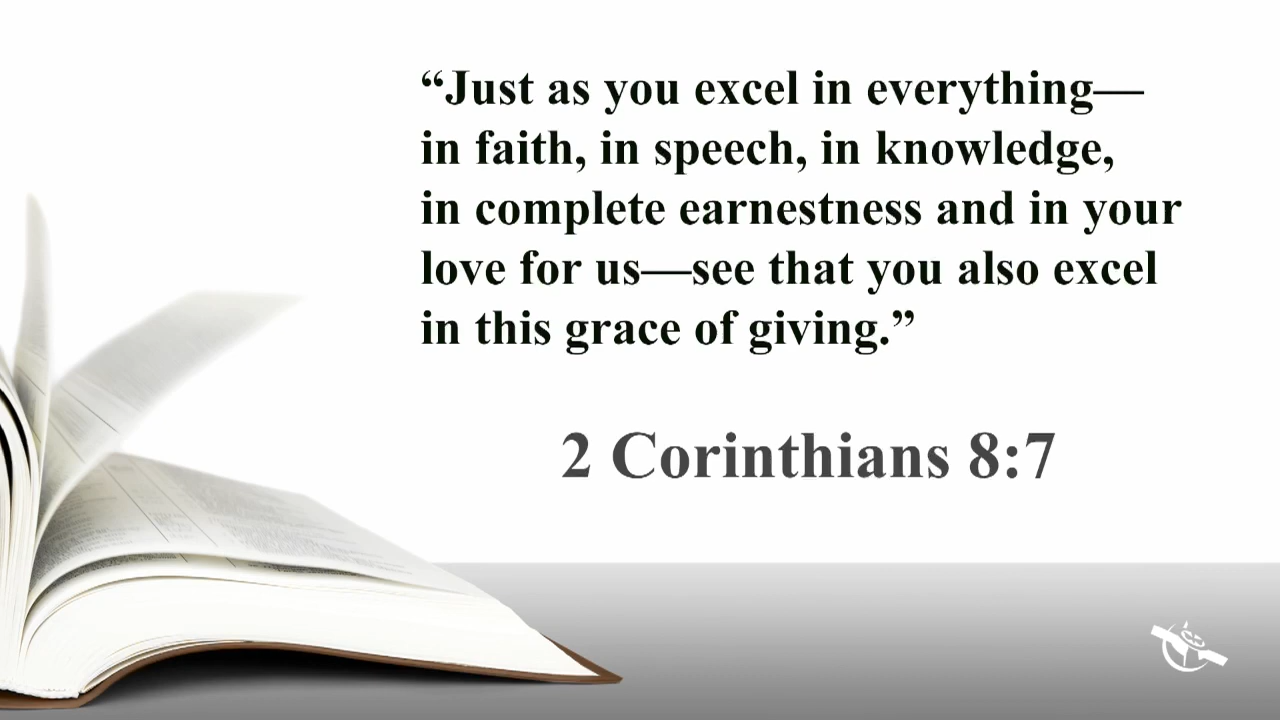 “Just as you excel in everything—
in faith, in speech, in knowledge,
in complete earnestness and in your
love for us—see that you also excel
in this grace of giving.”
2 Corinthians 8:7